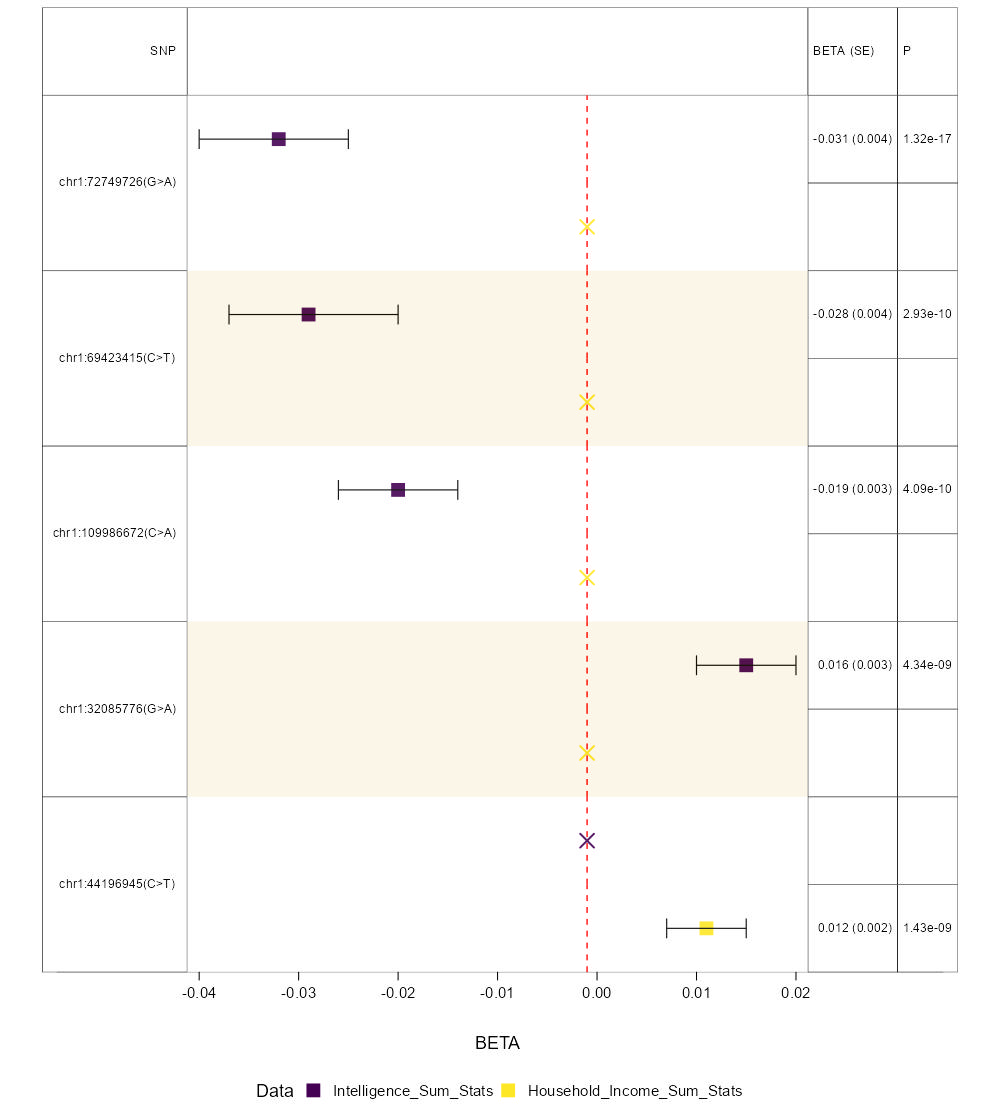 SNP BETA (SE) P
-0.031 (0.004) 1.32e-17
chr1:72749726(G>A)
-0.028 (0.004) 2.93e-10
chr1:69423415(C>T)
-0.019 (0.003) 4.09e-10
chr1:109986672(C>A)
0.016 (0.003) 4.34e-09
chr1:32085776(G>A)
chr1:44196945(C>T)
0.012 (0.002) 1.43e-09
-0.04 -0.03 -0.02 -0.01 0.00 0.01 0.02
BETA
Data Intelligence_Sum_Stats Household_Income_Sum_Stats